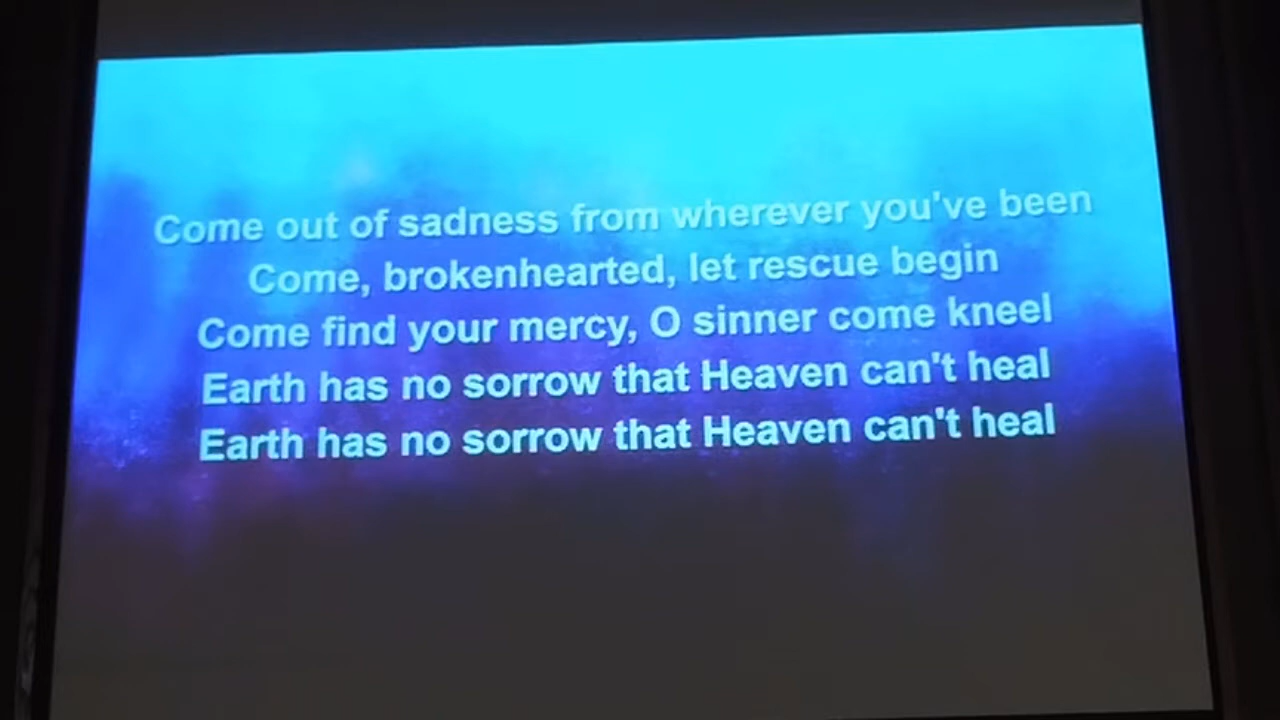 Come out of sadness from wherever you've been
Come, brokenhearted, let rescue begin
Come find your mercy, O sinner come kneel
Earth has no sorrow that Heaven can't heal
Earth has no sorrow that Heaven can't heal